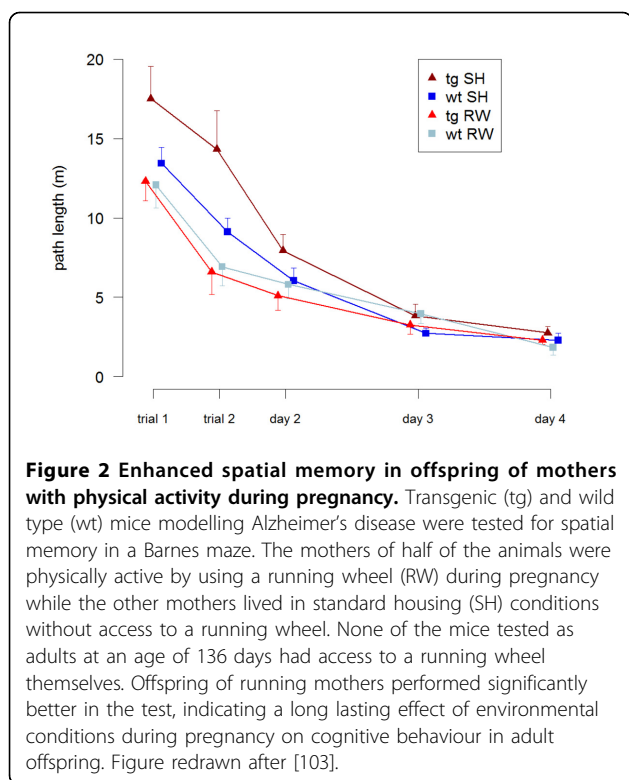 20
15
10
5
0
path length (m)
tg SH
wt SH
tg RW
wt RW
trial 1 trial 2 day 2 day 3 day 4
Figure 2 Enhanced spatial memory in offspring of mothers
with physical activity during pregnancy. Transgenic (tg) and wild
type (wt) mice modelling Alzheimer's disease were tested for spatial
memory in a Barnes maze. The mothers of half of the animals were
physically active by using a running wheel (RW) during pregnancy
while the other mothers lived in standard housing (SH) conditions
without access to a running wheel. None of the mice tested as
adults at an age of 136 days had access to a running wheel
themselves. Offspring of running mothers performed significantly
better in the test, indicating a long lasting effect of environmental
conditions during pregnancy on cognitive behaviour in adult
offspring. Figure redrawn after [103].